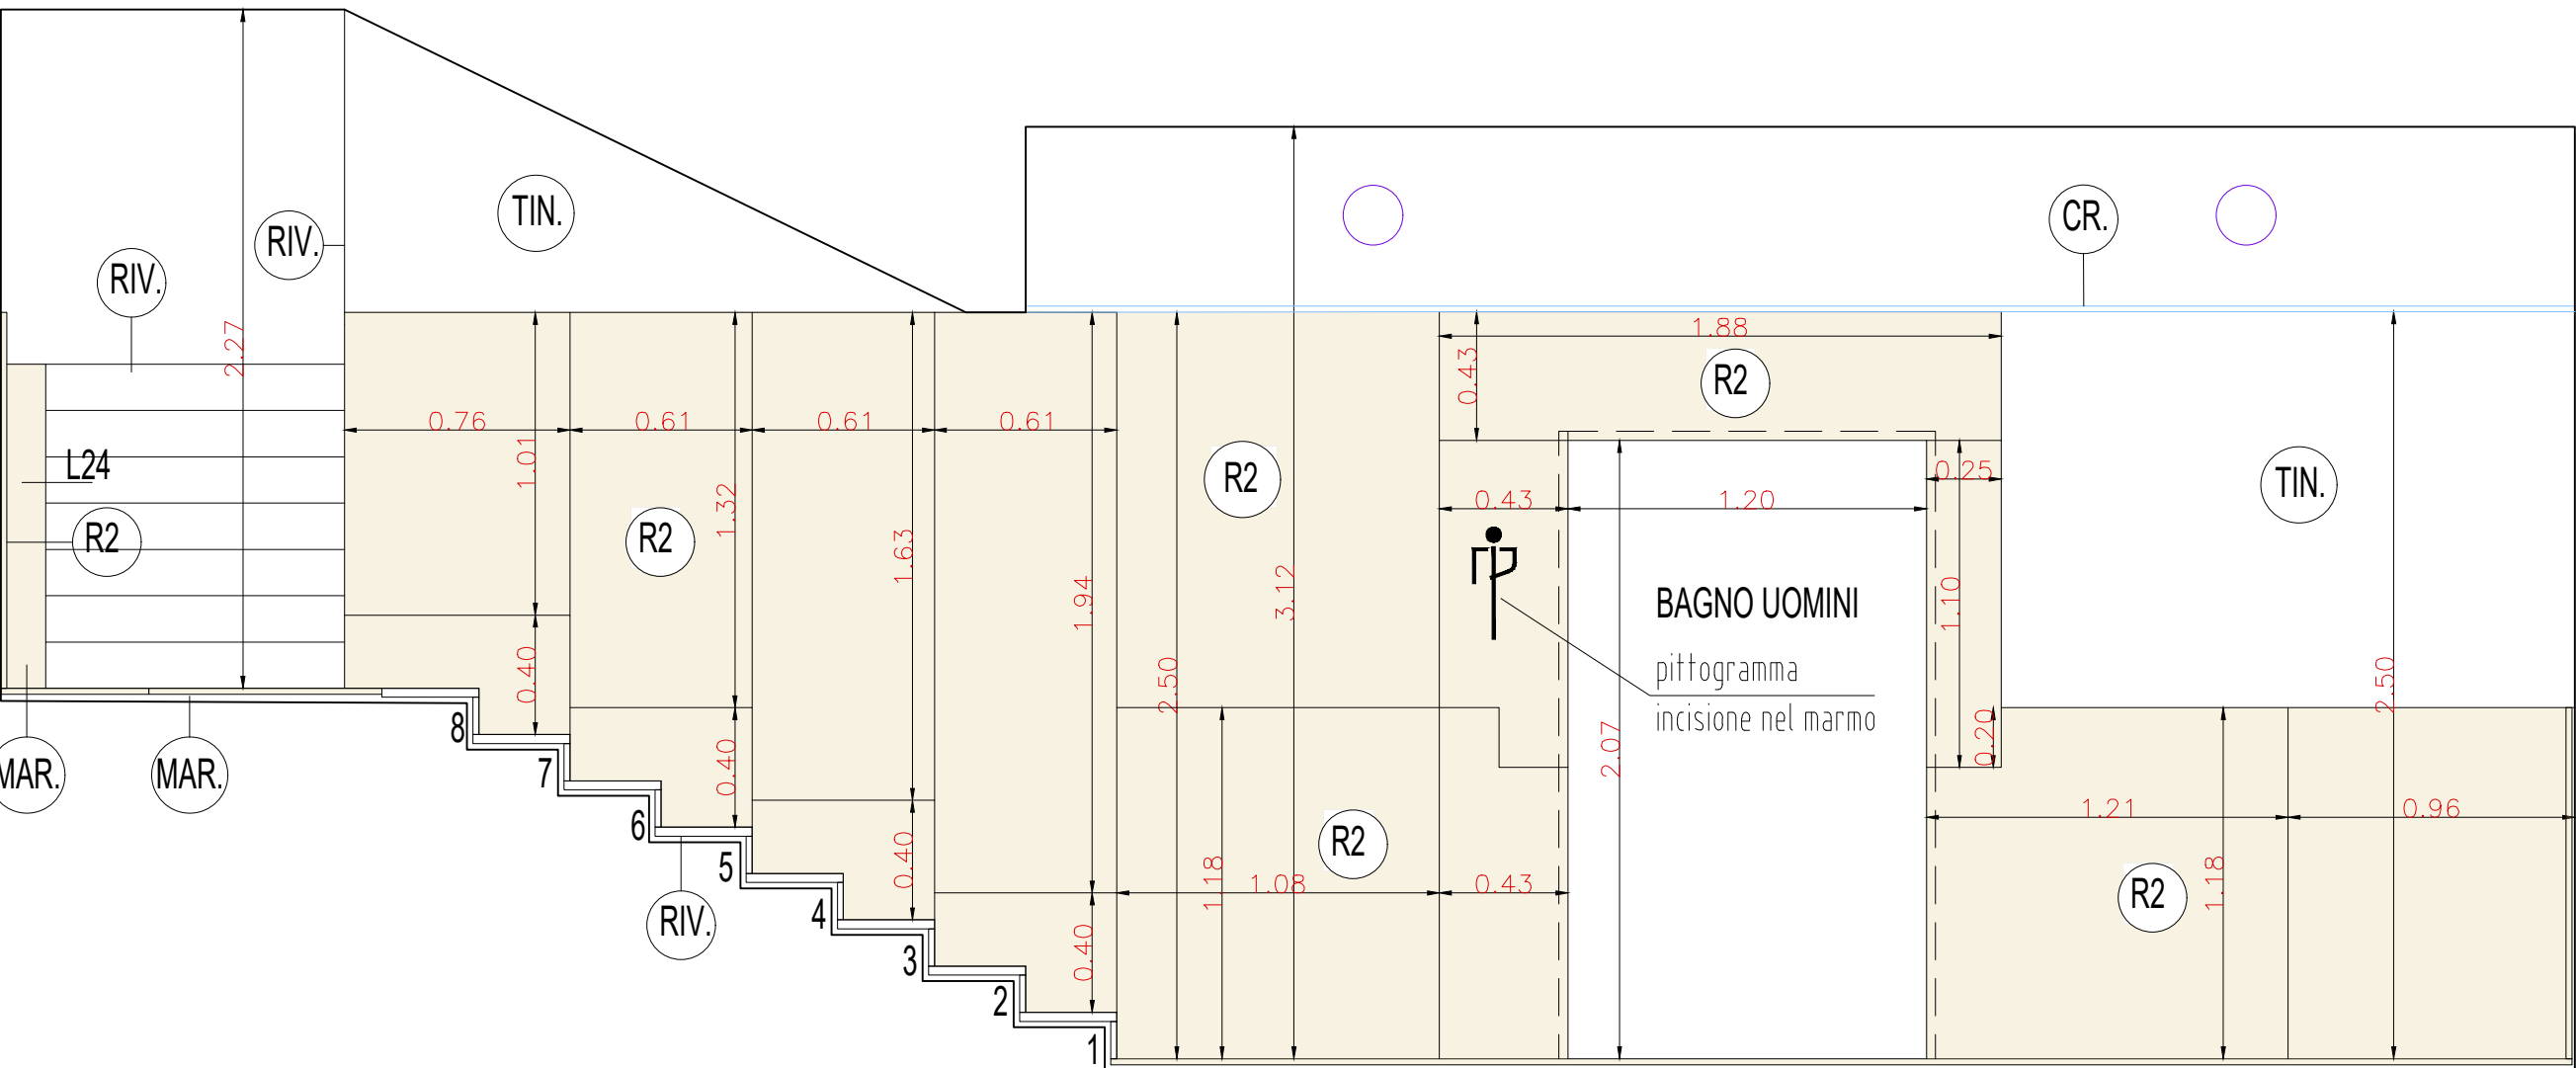 TIN.
RIV.
CR.
RIV.
2.27
1.88
0.43
R2
0.76
0.61
0.61
0.61
1.01
L24
R2
0.25
TIN.
1.32
0.43
1.20
R2
R2
1.63
1.94
3.12
BAGNO UOMINI
1.10
pittogramma
incisione nel marmo
0.40
2.50
2.50
8
0.20
MAR.
MAR.
7
0.40
2.07
6
1.21
0.96
R2
5
0.40
1.18
1.08
0.43
1.18
R2
4
RIV.
3
0.40
2
1